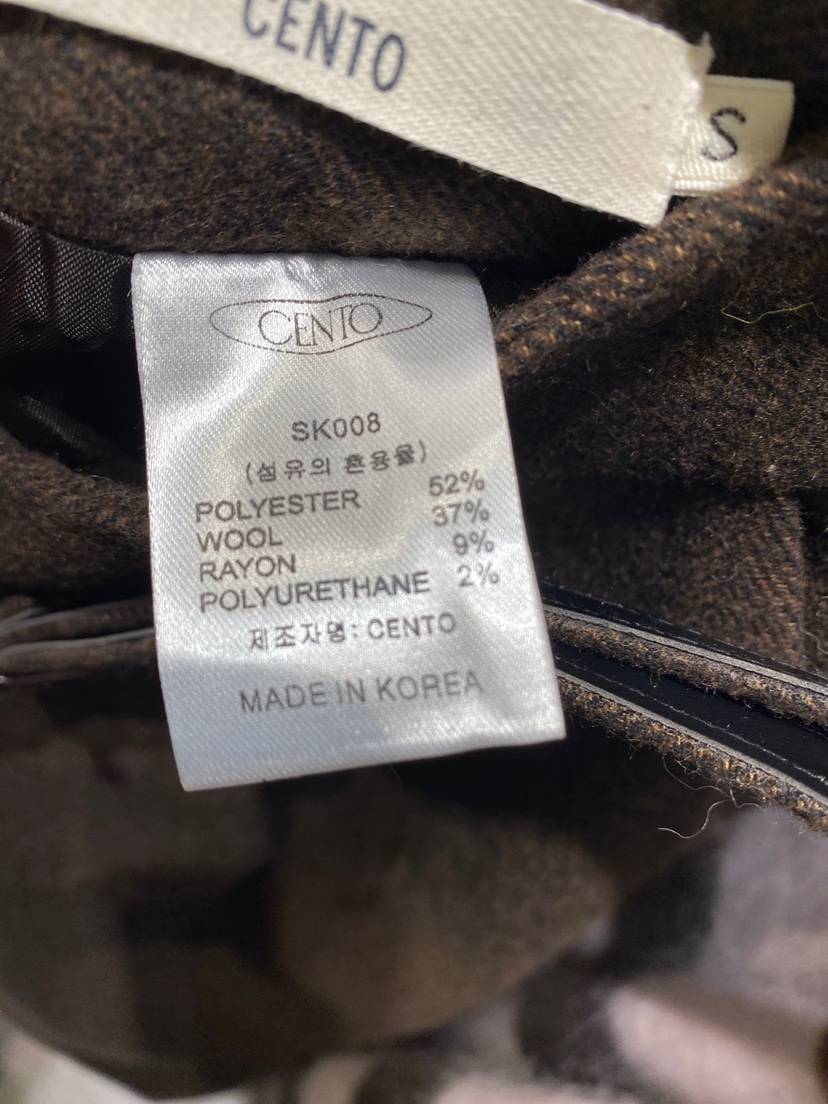 CENTO
S
CENTO
SK008
(섬유의 혼용율)
POLYESTER 52%
WOOL 37%
RAYON 9%
POLYURETHANE 2%
제조자명: CENTO
MADE IN KOREA